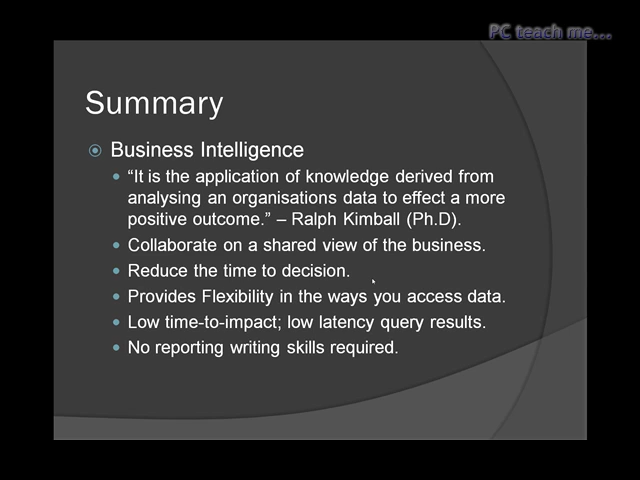 PC teach me...
Summary
Business Intelligence
“It is the application of knowledge derived from
analysing an organisations data to effect a more
positive outcome.” – Ralph Kimball (Ph.D).
Collaborate on a shared view of the business.
Reduce the time to decision.
Provides Flexibility in the ways you access data.
Low time-to-impact; low latency query results.
No reporting writing skills required.